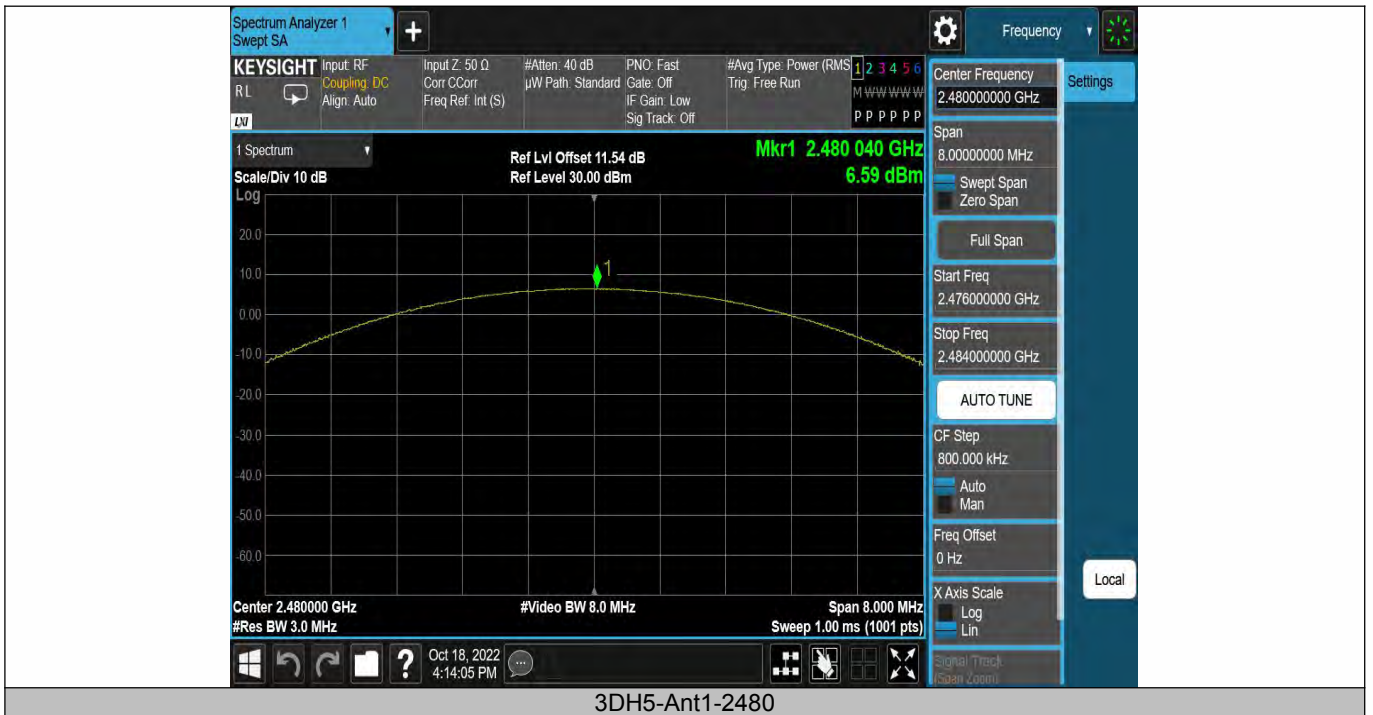 Spectrum Analyzer 1
Swept SA
+
Frequency
KEYSIGHT
RL
LXI
Input: RF
Coupling: DC
Align: Auto
Input Z: 50 Ω
Corr CCorr
Freq Ref: Int (S)
#Atten: 40 dB
µW Path: Standard
PNO: Fast
Gate: Off
IF Gain: Low
Sig Track: Off
#Avg Type: Power (RMS
Trig: Free Run
1 2 3 4 5 6
M W W W W W
P P P P P P
1 Spectrum
Scale/Div 10 dB
Log
Ref Lvl Offset 11.54 dB
Ref Level 30.00 dBm
Mkr1 2.480 040 GHz
6.59 dBm
20.0
10.0
0.00
-10.0
-20.0
-30.0
-40.0
-50.0
-60.0
1
Center 2.480000 GHz
#Res BW 3.0 MHz
#Video BW 8.0 MHz
Span 8.000 MHz
Sweep 1.00 ms (1001 pts)
Center Frequency
2.480000000 GHz
Settings
Span
8.00000000 MHz
Swept Span
Zero Span
Full Span
Start Freq
2.476000000 GHz
Stop Freq
2.484000000 GHz
AUTO TUNE
CF Step
800.000 kHz
Auto
Man
Freq Offset
0 Hz
X Axis Scale
Log
Lin
Signal Track
(Span Zoom)
Local
?
Oct 18, 2022
4:14:05 PM
3DH5-Ant1-2480